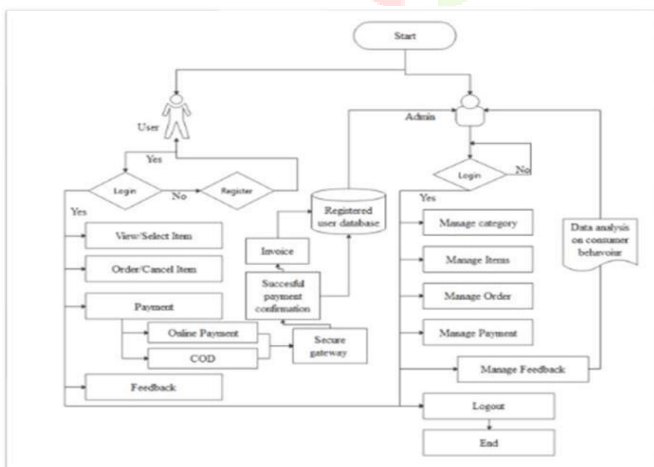 Start
User
Admin
Yes
Login
No
Register
Login
No
Yes
Yes
Registered
user database
View/Select Item
Manage category
Data analysis
on consumer
behavoiur
Invoice
Order/Cancel Item
Manage Items
Succesful
payment
confirmation
Payment
Manage Order
Online Payment
Secure
gateway
Manage Payment
COD
Manage Feedback
Feedback
Logout
End